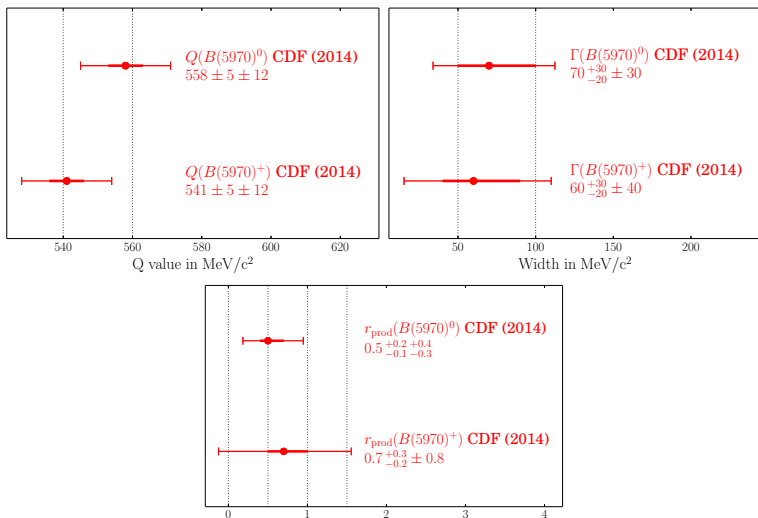 Q(B(5970)⁰) CDF (2014)
558 ± 5 ± 12
Q(B(5970)⁺) CDF (2014)
541 ± 5 ± 12
540 560 580 600 620
Q value in MeV/c²
Γ(B(5970)⁰) CDF (2014)
70 +30 −20 ± 30
Γ(B(5970)⁺) CDF (2014)
60 +30 −20 ± 40
50 100 150 200
Width in MeV/c²
r_prod(B(5970)⁰) CDF (2014)
0.5 +0.2 −0.1 +0.4 −0.3
r_prod(B(5970)⁺) CDF (2014)
0.7 +0.3 −0.2 ± 0.8
0 1 2 3 4